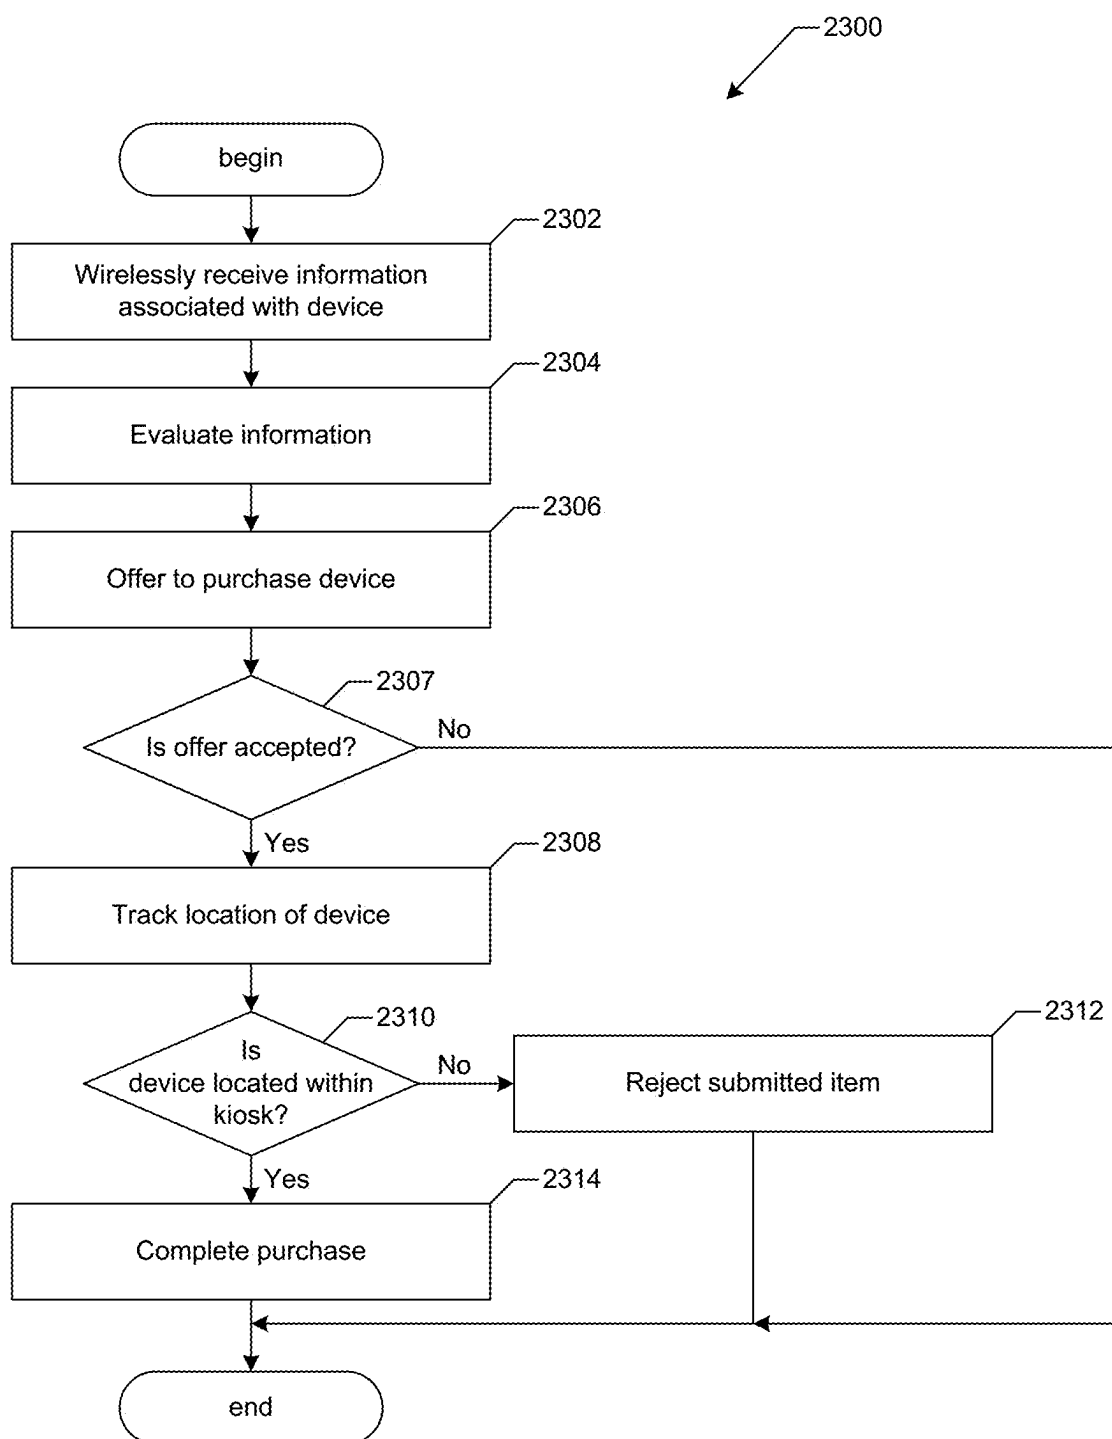 2300
begin
2302
Wirelessly receive information
associated with device
2304
Evaluate information
2306
Offer to purchase device
2307
Is offer accepted?
No
Yes
2308
Track location of device
2310
Is
device located within
kiosk?
No
2312
Reject submitted item
Yes
2314
Complete purchase
end